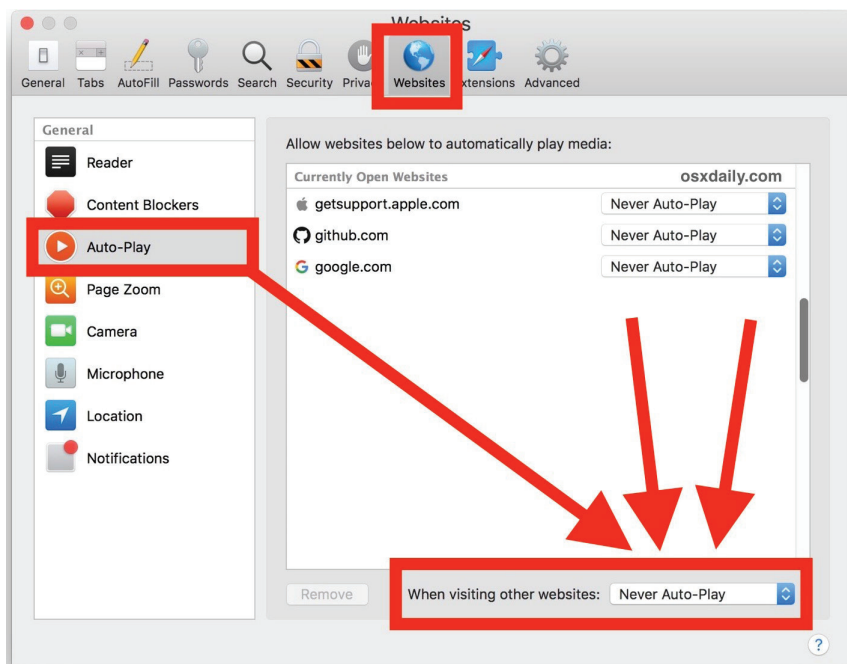 Websites
General Tabs AutoFill Passwords Search Security Priva Websites xtensions Advanced
General
Reader
Content Blockers
Auto-Play
Page Zoom
Camera
Microphone
Location
Notifications
Allow websites below to automatically play media:
Currently Open Websites osxdaily.com
getsupport.apple.com Never Auto-Play
github.com Never Auto-Play
google.com Never Auto-Play
Remove When visiting other websites: Never Auto-Play
?